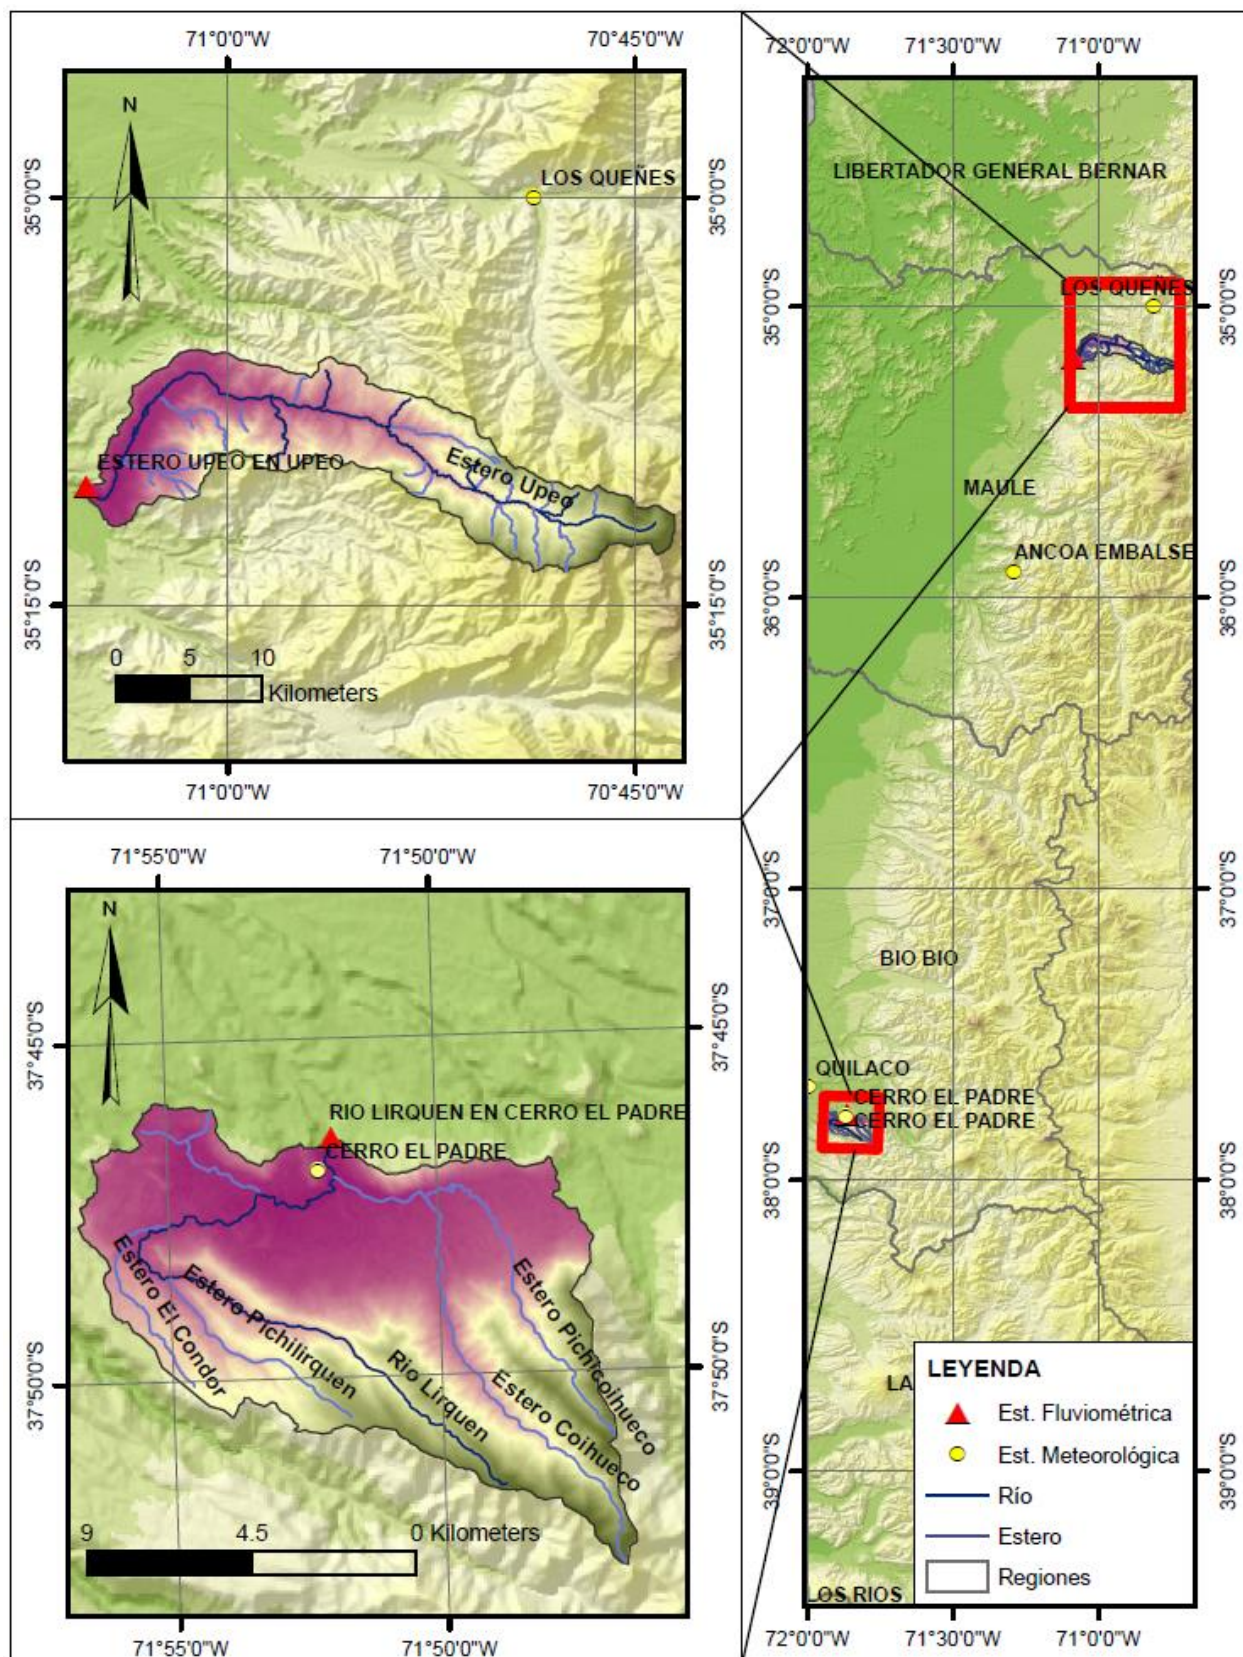 71°0'0"W
70°45'0"W
N
35°0'0"S
LOS QUEÑES
35°0'0"S
ESTERO UPEO EN UPEO
Estero Upeo
35°15'0"S
35°15'0"S
0 5 10
Kilometers
71°0'0"W
70°45'0"W
71°55'0"W
71°50'0"W
N
37°45'0"S
37°45'0"S
RIO LIRQUEN EN CERRO EL PADRE
CERRO EL PADRE
Estero El Condor
Estero Pichilirquen
Rio Lirquen
Estero Coihueco
Estero Pichicoihueco
37°50'0"S
37°50'0"S
9 4.5 0 Kilometers
71°55'0"W
71°50'0"W
72°0'0"W
71°30'0"W
71°0'0"W
LIBERTADOR GENERAL BERNAR
LOS QUEÑES
35°0'0"S
35°0'0"S
MAULE
ANCOA EMBALSE
36°0'0"S
36°0'0"S
37°0'0"S
37°0'0"S
BIO BIO
QUILACO
CERRO EL PADRE
CERRO EL PADRE
38°0'0"S
38°0'0"S
LA
39°0'0"S
39°0'0"S
LOS RIOS
LEYENDA
Est. Fluviométrica
Est. Meteorológica
Río
Estero
Regiones
72°0'0"W
71°30'0"W
71°0'0"W